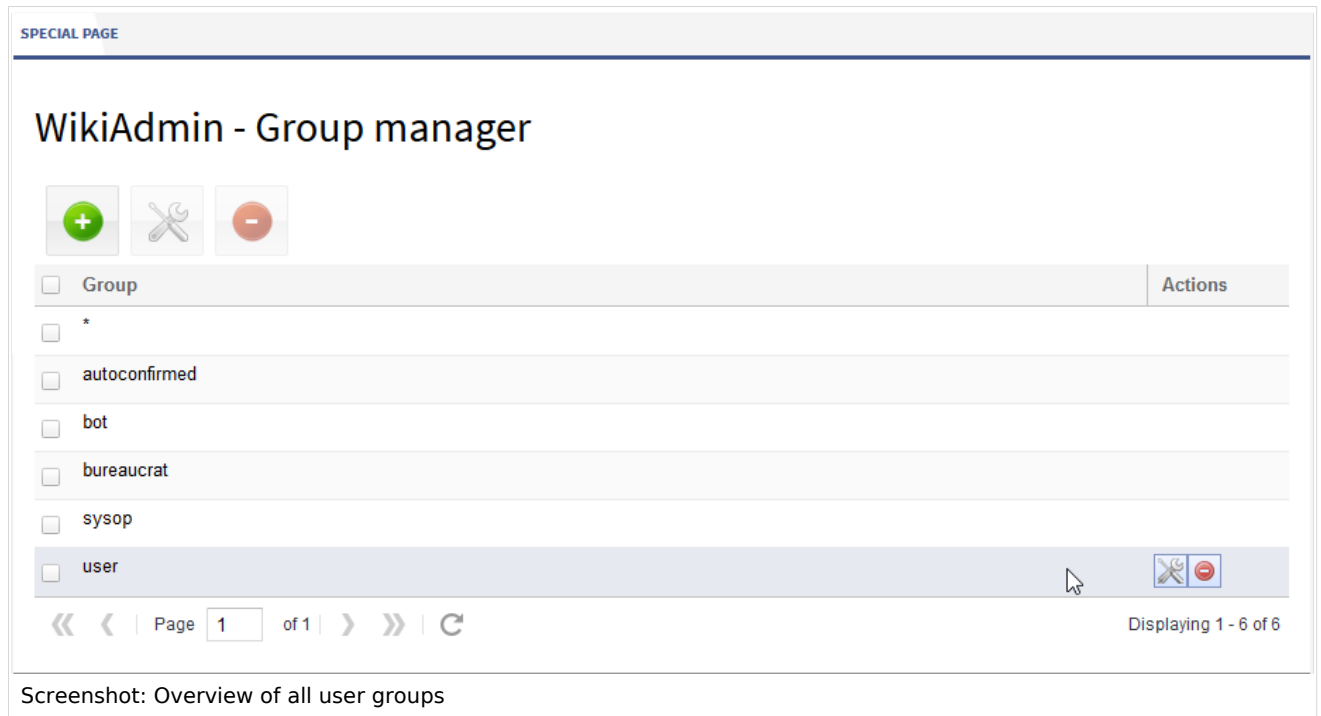 SPECIAL PAGE
WikiAdmin - Group manager
Group Actions
*
autoconfirmed
bot
bureaucrat
sysop
user
Page 1 of 1 Displaying 1 - 6 of 6
Screenshot: Overview of all user groups